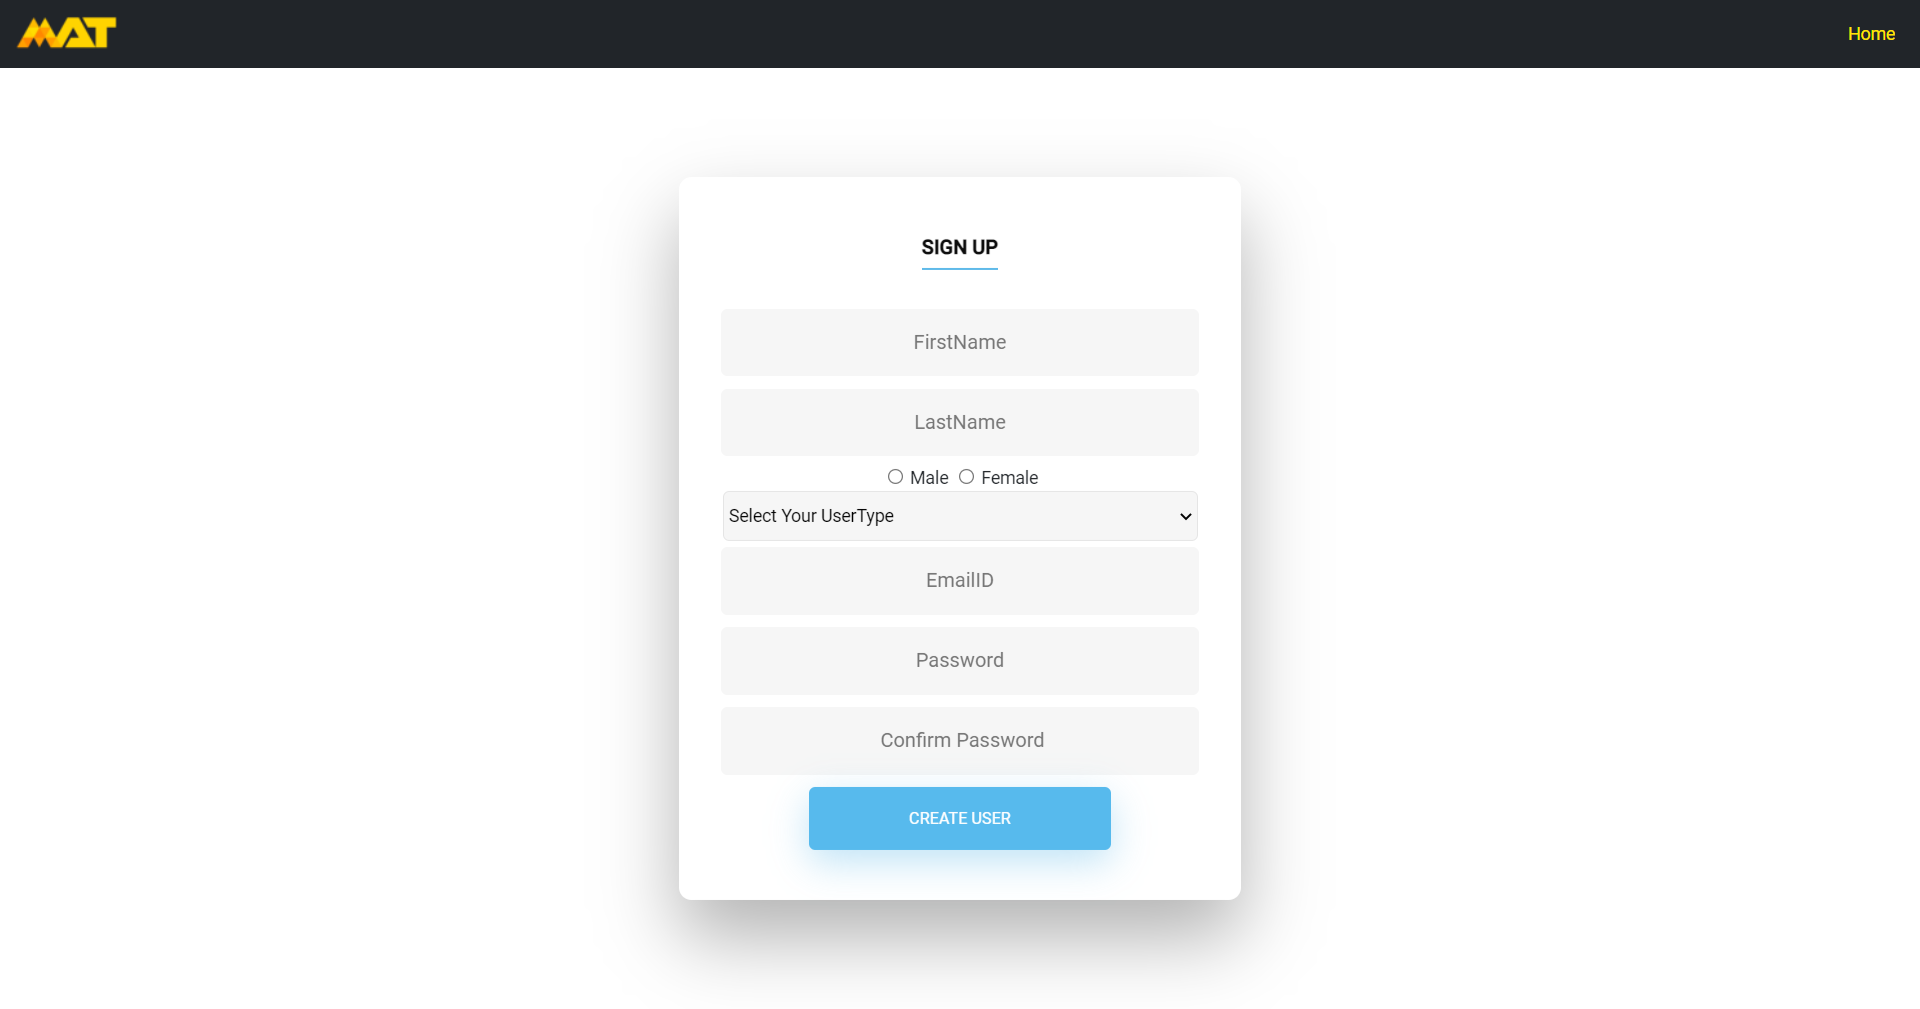 MAT
Home
SIGN UP
FirstName
LastName
Male Female
Select Your UserType
EmailID
Password
Confirm Password
CREATE USER